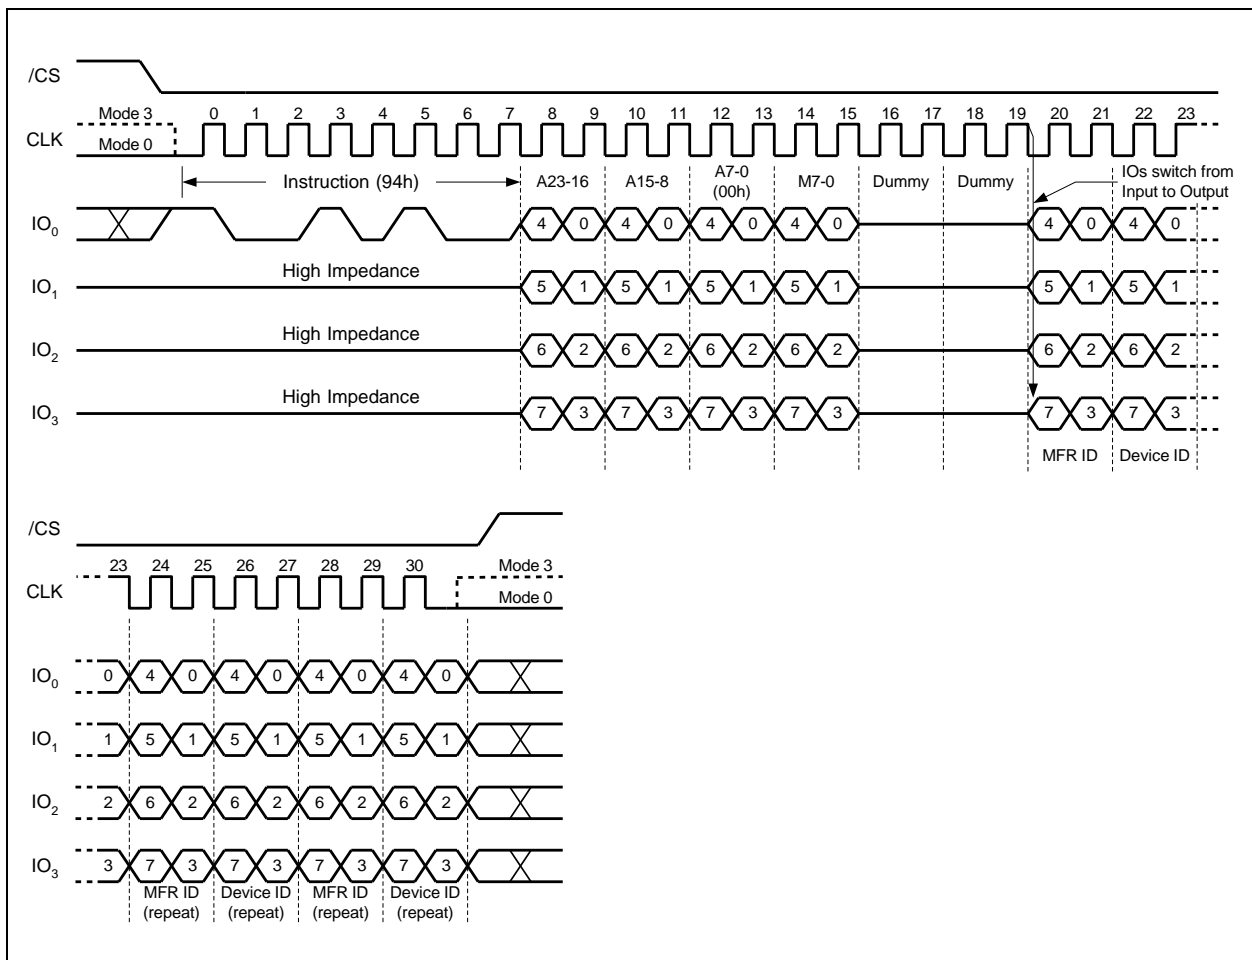 /CS
Mode 3 0 1 2 3 4 5 6 7 8 9 10 11 12 13 14 15 16 17 18 19 20 21 22 23
CLK Mode 0
Instruction (94h) A23-16 A15-8 A7-0 (00h) M7-0 Dummy Dummy IOs switch from Input to Output
IO0 4 0 4 0 4 0 4 0 4 0 4 0
High Impedance
IO1 5 1 5 1 5 1 5 1 5 1 5 1
High Impedance
IO2 6 2 6 2 6 2 6 2 6 2 6 2
High Impedance
IO3 7 3 7 3 7 3 7 3 7 3 7 3
MFR ID Device ID
/CS
23 24 25 26 27 28 29 30 Mode 3
CLK Mode 0
IO0 0 4 0 4 0 4 0 4 0
IO1 1 5 1 5 1 5 1 5 1
IO2 2 6 2 6 2 6 2 6 2
IO3 3 7 3 7 3 7 3 7 3
MFR ID Device ID MFR ID Device ID
(repeat) (repeat) (repeat) (repeat)